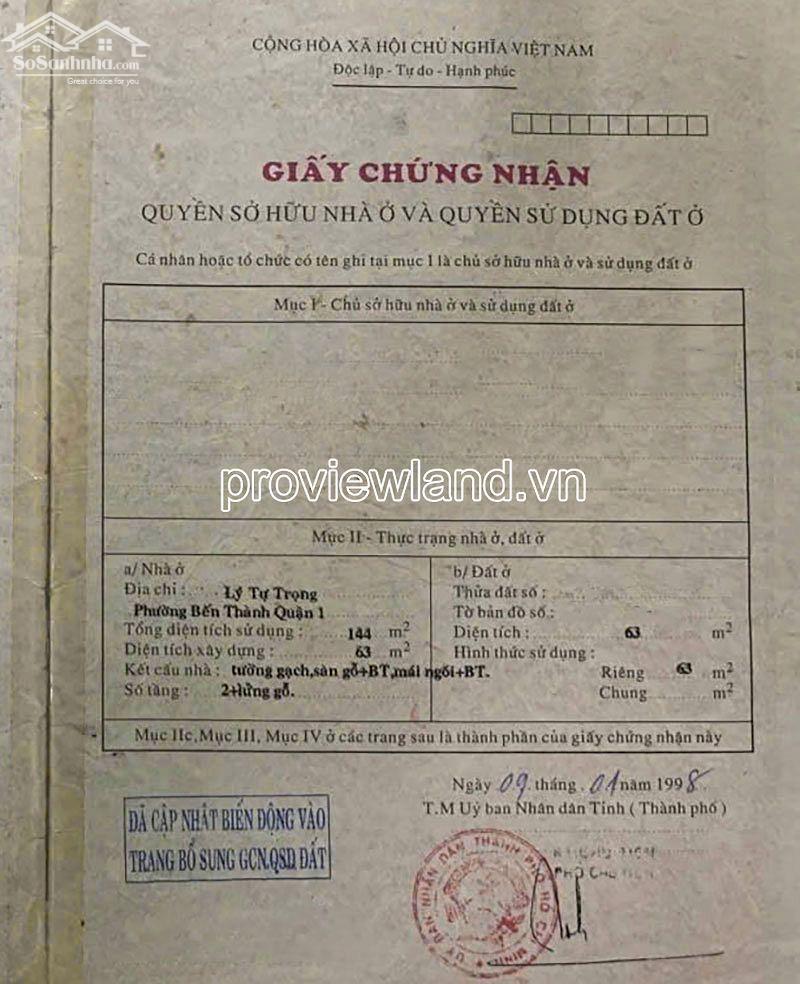 SoSanhnha.com
Great choice for you
CỘNG HÒA XÃ HỘI CHỦ NGHĨA VIỆT NAM
Độc lập - Tự do - Hạnh phúc
GIẤY CHỨNG NHẬN
QUYỀN SỞ HỮU NHÀ Ở VÀ QUYỀN SỬ DỤNG ĐẤT Ở
Cá nhân hoặc tổ chức có tên ghi tại mục I là chủ sở hữu nhà ở và sử dụng đất ở
Mục I - Chủ sở hữu nhà ở và sử dụng đất ở
proviewland.vn
Mục II - Thực trạng nhà ở, đất ở
a/ Nhà ở
Địa chỉ : Lý Tự Trọng
Phường Bến Thành Quận 1
Tổng diện tích sử dụng : 144 m²
Diện tích xây dựng : 63 m²
Kết cấu nhà : tường gạch,sàn gỗ+BT,mái ngói+BT.
Số tầng : 2+lửng gỗ.
b/ Đất ở
Thửa đất số :
Tờ bản đồ số :
Diện tích : 63 m²
Hình thức sử dụng :
Riêng 63 m²
Chung m²
Mục IIc, Mục III, Mục IV ở các trang sau là thành phần của giấy chứng nhận này
Ngày 09 tháng 01 năm 1998
T.M Uỷ ban Nhân dân Tỉnh ( Thành phố )
ĐÃ CẬP NHẬT BIẾN ĐỘNG VÀO
TRANG BỔ SUNG GCN.QSD ĐẤT
ỦY BAN NHÂN DÂN THÀNH PHỐ HỒ CHÍ MINH